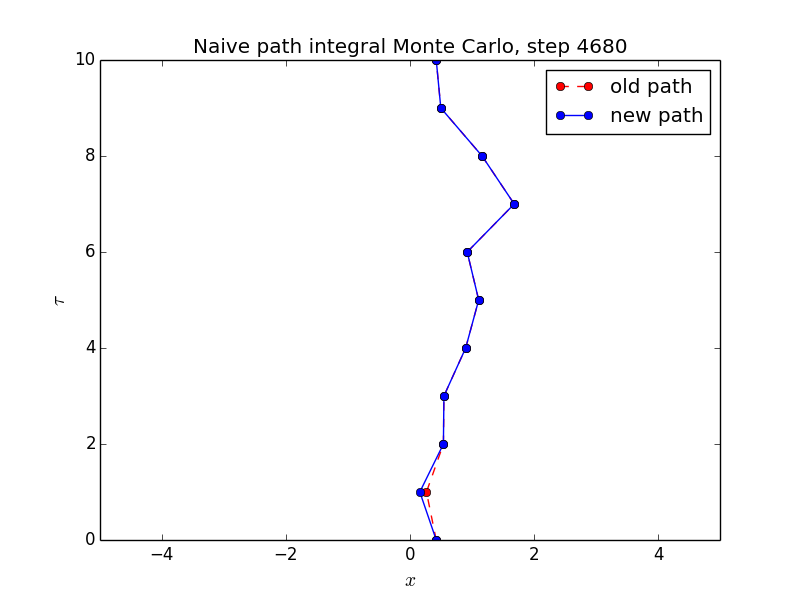 Naive path integral Monte Carlo, step 4680
10
old path
new path
8
6
τ
4
2
0
−4 −2 0 2 4
x